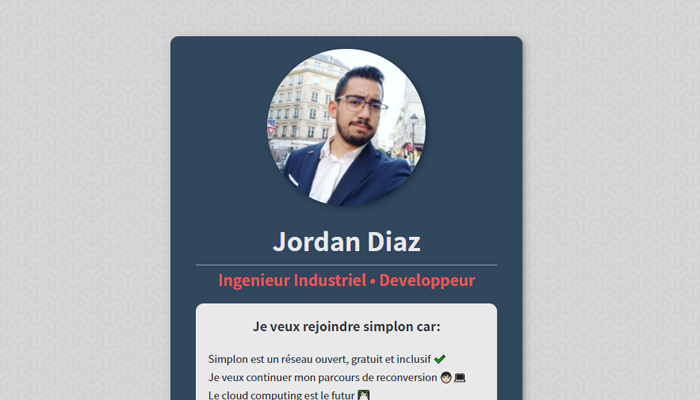 Jordan Diaz
Ingenieur Industriel • Developpeur
Je veux rejoindre simplon car:
Simplon est un réseau ouvert, gratuit et inclusif ✔
Je veux continuer mon parcours de reconversion 👨🏻💻
Le cloud computing est le futur